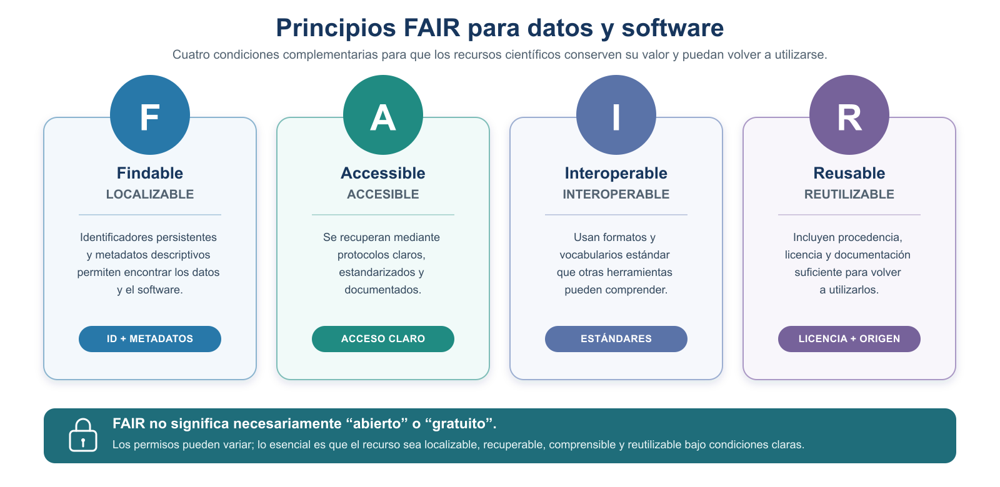 Principios FAIR para datos y software
Cuatro condiciones complementarias para que los recursos científicos conserven su valor y puedan volver a utilizarse.
F
Findable
LOCALIZABLE
Identificadores persistentes
y metadatos descriptivos
permiten encontrar los datos
y el software.
ID + METADATOS
A
Accessible
ACCESIBLE
Se recuperan mediante
protocolos claros,
estandarizados y
documentados.
ACCESO CLARO
I
Interoperable
INTEROPERABLE
Usan formatos y
vocabularios estándar
que otras herramientas
pueden comprender.
ESTÁNDARES
R
Reusable
REUTILIZABLE
Incluyen procedencia,
licencia y documentación
suficiente para volver
a utilizarlos.
LICENCIA + ORIGEN
FAIR no significa necesariamente “abierto” o “gratuito”.
Los permisos pueden variar; lo esencial es que el recurso sea localizable, recuperable, comprensible y reutilizable bajo condiciones claras.